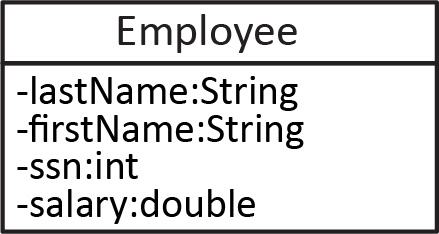 Employee
-lastName:String
-firstName:String
-ssn:int
-salary:double